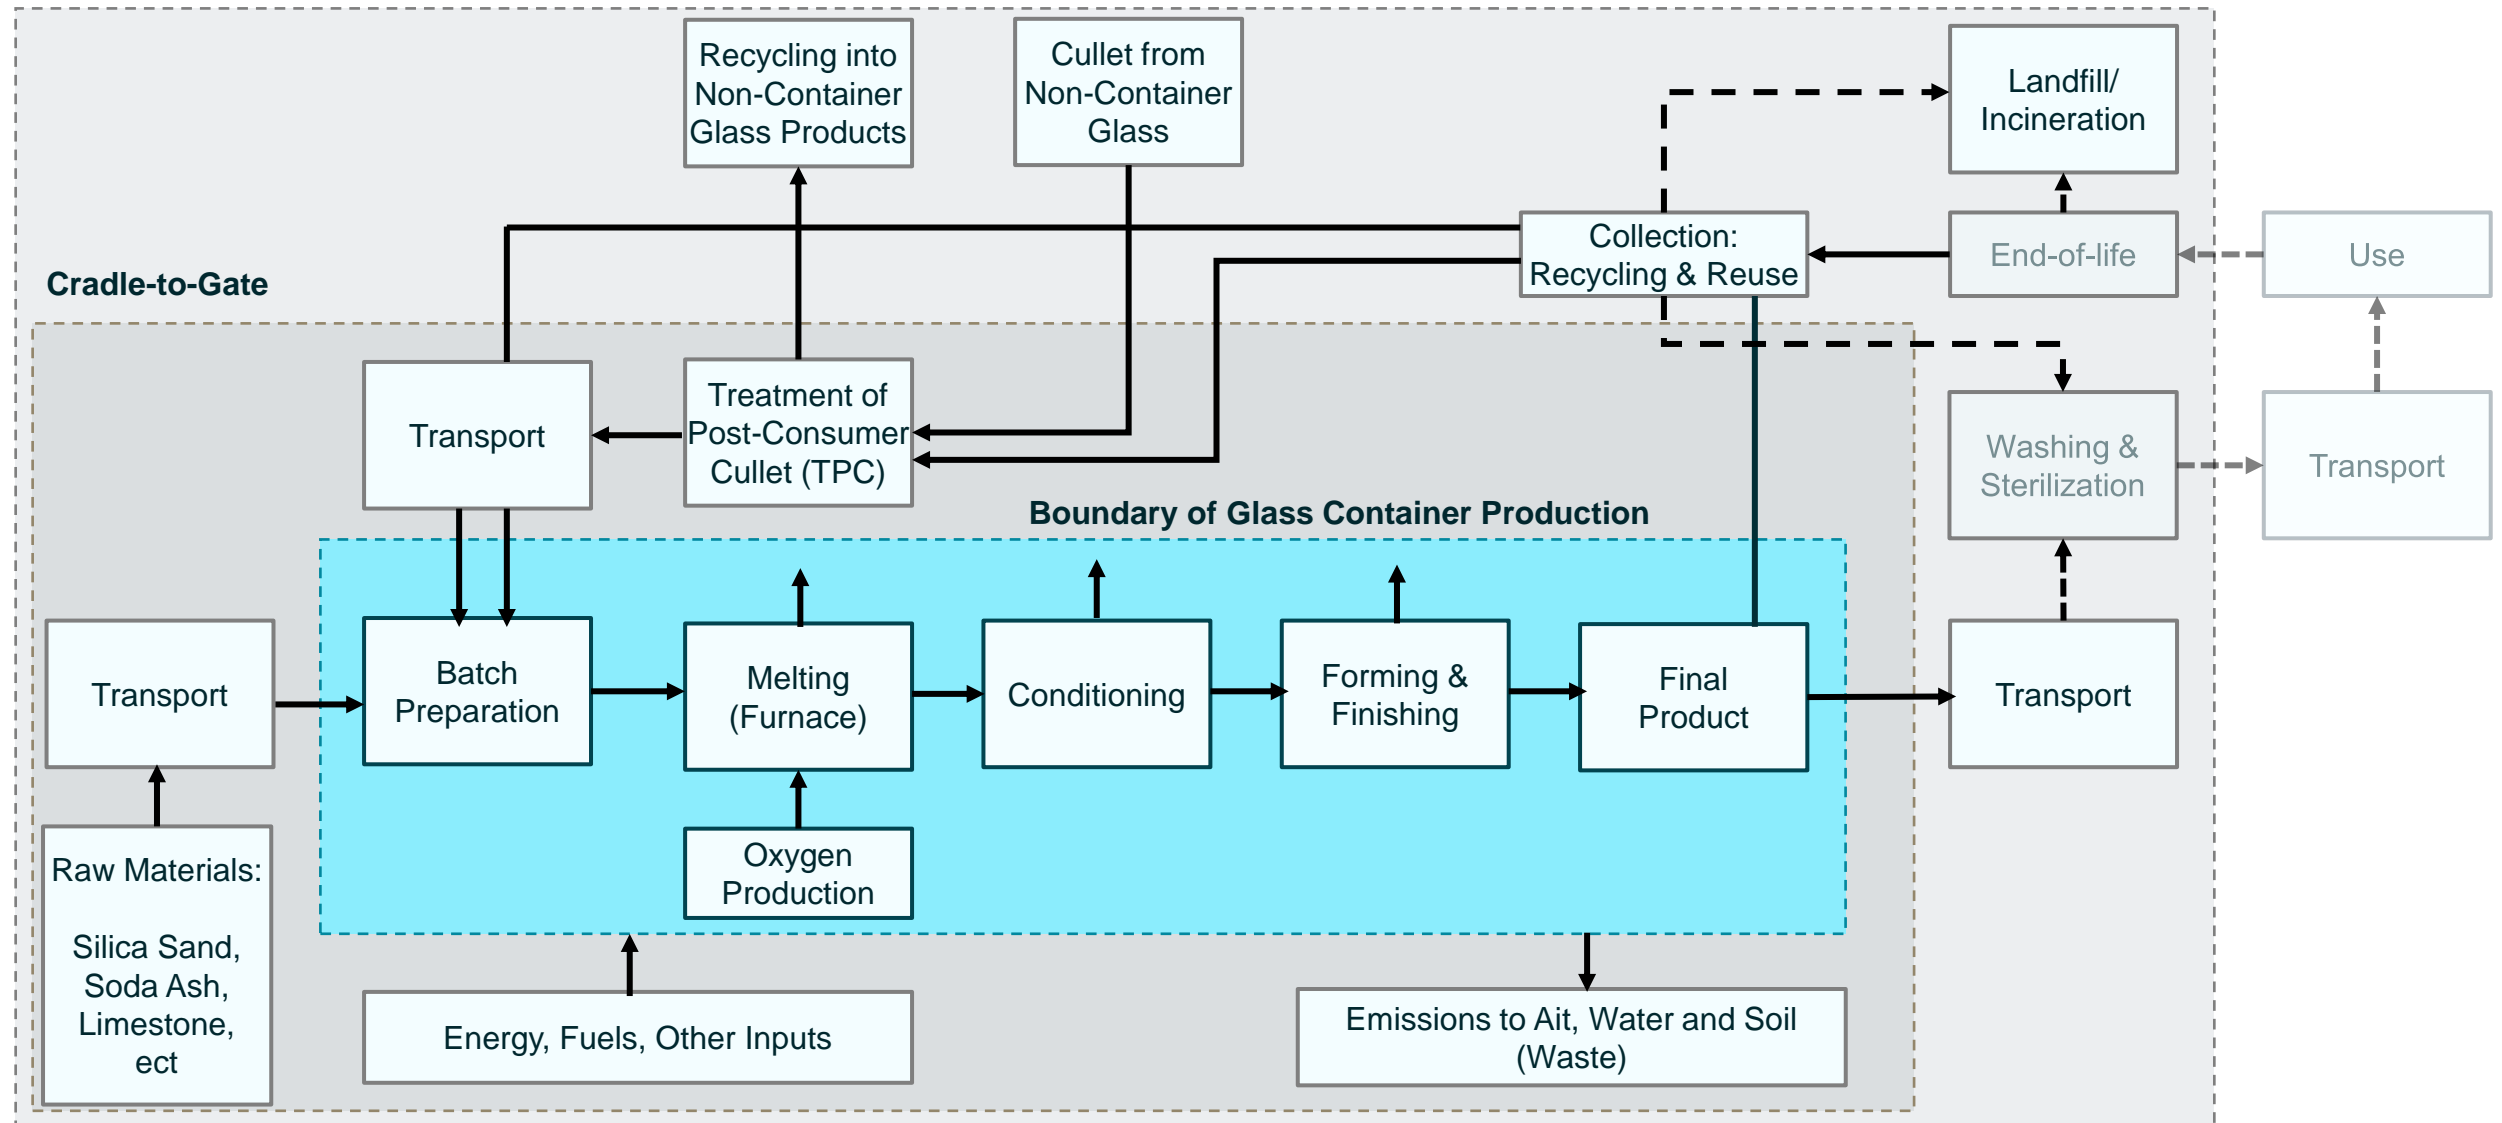 Recycling into
Non-Container
Glass Products
Cullet from
Non-Container
Glass
Landfill/
Incineration
Collection:
Recycling & Reuse
End-of-life
Use
Cradle-to-Gate
Transport
Treatment of
Post-Consumer
Cullet (TPC)
Washing &
Sterilization
Transport
Boundary of Glass Container Production
Transport
Batch
Preparation
Melting
(Furnace)
Conditioning
Forming &
Finishing
Final
Product
Transport
Oxygen
Production
Raw Materials:
Silica Sand,
Soda Ash,
Limestone,
ect
Energy, Fuels, Other Inputs
Emissions to Ait, Water and Soil
(Waste)